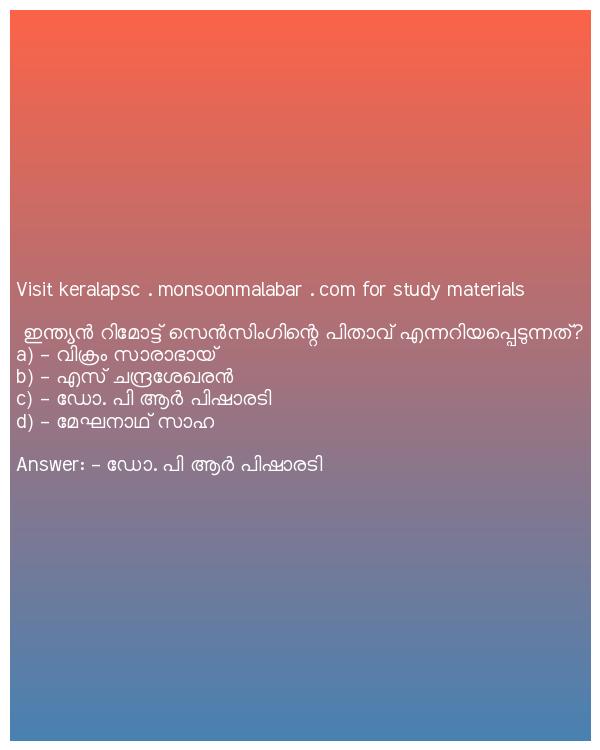 Visit keralapsc . monsoonmalabar . com for study materials
ഇന്ത്യൻ റിമോട്ട് സെൻസിംഗിന്റെ പിതാവ് എന്നറിയപ്പെടുന്നത്?
a) – വിക്രം സാരാഭായ്
b) – എസ് ചന്ദ്രശേഖരൻ
c) – ഡോ. പി ആർ പിഷാരടി
d) – മേഘനാഥ് സാഹ
Answer: – ഡോ. പി ആർ പിഷാരടി